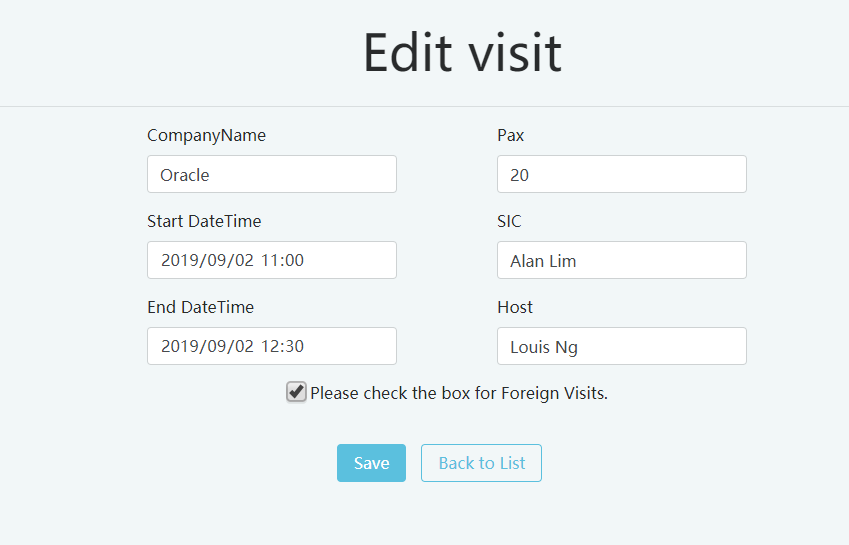 Edit visit
CompanyName
Pax
Oracle
20
Start DateTime
SIC
2019/09/02 11:00
Alan Lim
End DateTime
Host
2019/09/02 12:30
Louis Ng
Please check the box for Foreign Visits.
Save
Back to List